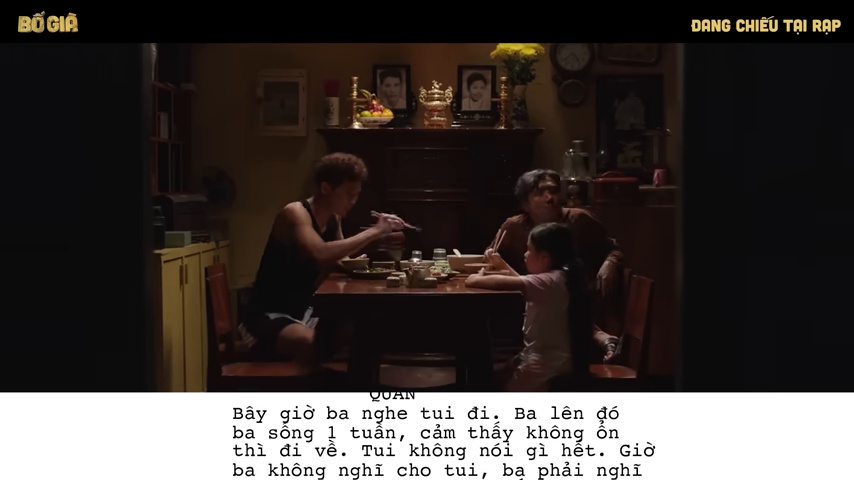 BỐ GIÀ
ĐANG CHIẾU TẠI RẠP
QUÂN
Bây giờ ba nghe tui đi. Ba lên đó
ba sống 1 tuần, cảm thấy không ổn
thì đi về. Tui không nói gì hết. Giờ
ba không nghĩ cho tui, ba phải nghĩ